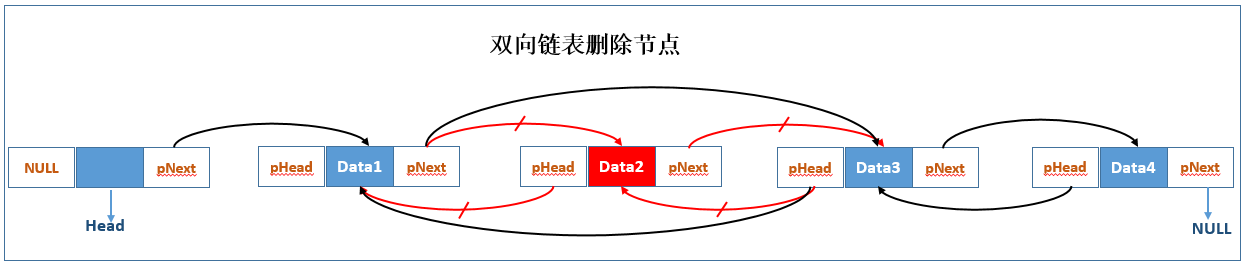 双向链表删除节点
NULL pNext pHead Data1 pNext pHead Data2 pNext pHead Data3 pNext pHead Data4 pNext
Head NULL